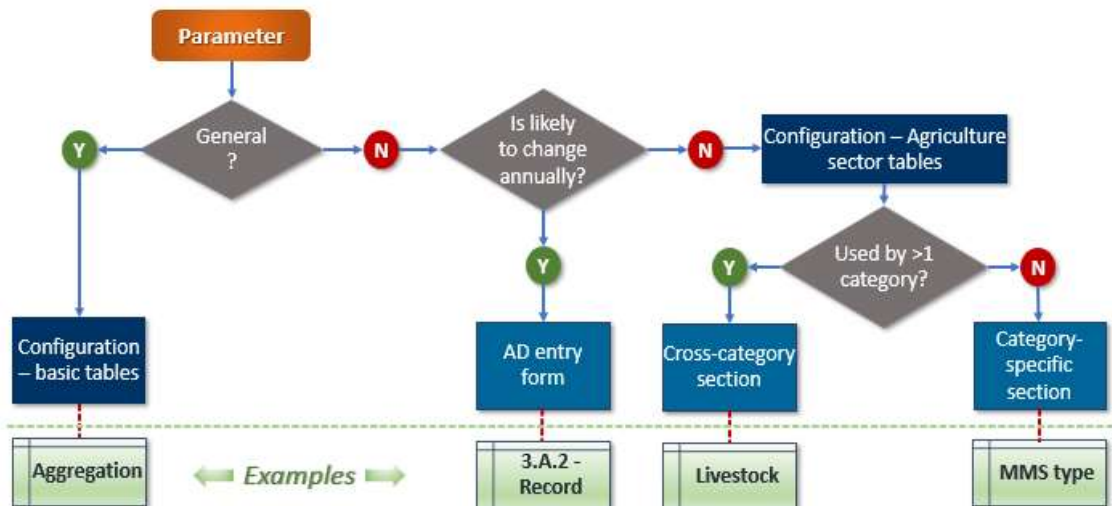 Parameter
General
?
Y
N
Is likely
to change
annually?
N
Configuration – Agriculture
sector tables
Y
Used by >1
category?
Y
N
Configuration
– basic tables
AD entry
form
Cross-category
section
Category-
specific
section
Aggregation
Examples
3.A.2 -
Record
Livestock
MMS type